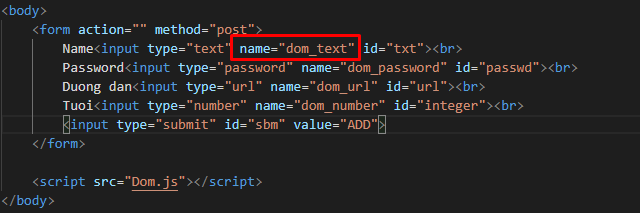 <body>
<form action="" method="post">
Name<input type="text" name="dom_text" id="txt"><br>
Password<input type="password" name="dom_password" id="passwd"><br>
Duong dan<input type="url" name="dom_url" id="url"><br>
Tuoi<input type="number" name="dom_number" id="integer"><br>
<input type="submit" id="sbm" value="ADD">
</form>
<script src="Dom.js"></script>
</body>